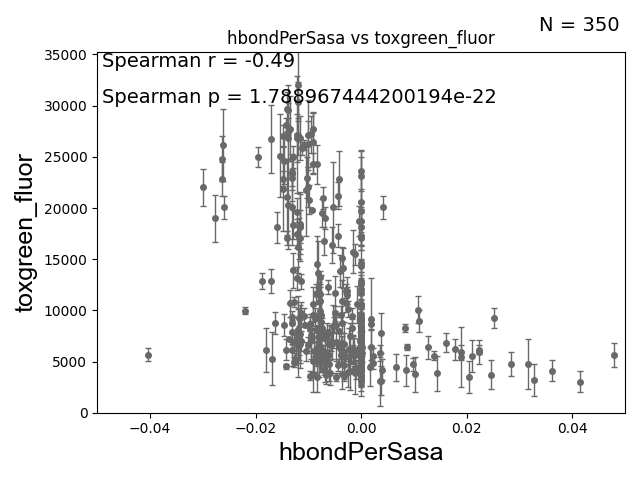 N = 350
hbondPerSasa vs toxgreen_fluor
Spearman r = -0.49
Spearman p = 1.788967444200194e-22
toxgreen_fluor
35000
30000
25000
20000
15000
10000
5000
0
−0.04 −0.02 0.00 0.02 0.04
hbondPerSasa